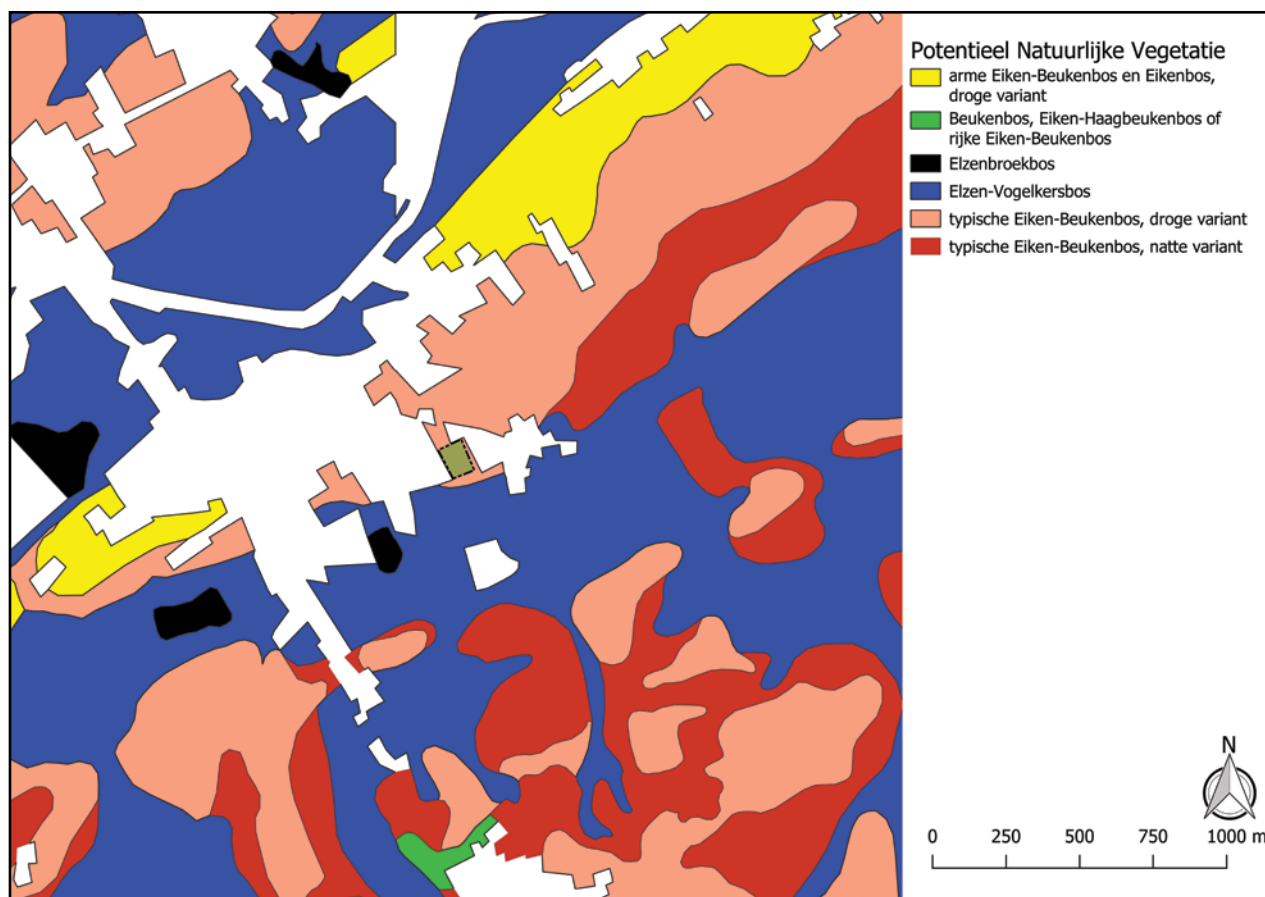 Potentieel Natuurlijke Vegetatie
arme Eiken-Beukenbos en Eikenbos,
droge variant
Beukenbos, Eiken-Haagbeukenbos of
rijke Eiken-Beukenbos
Elzenbroekbos
Elzen-Vogelkersbos
typische Eiken-Beukenbos, droge variant
typische Eiken-Beukenbos, natte variant
N
0 250 500 750 1000 m